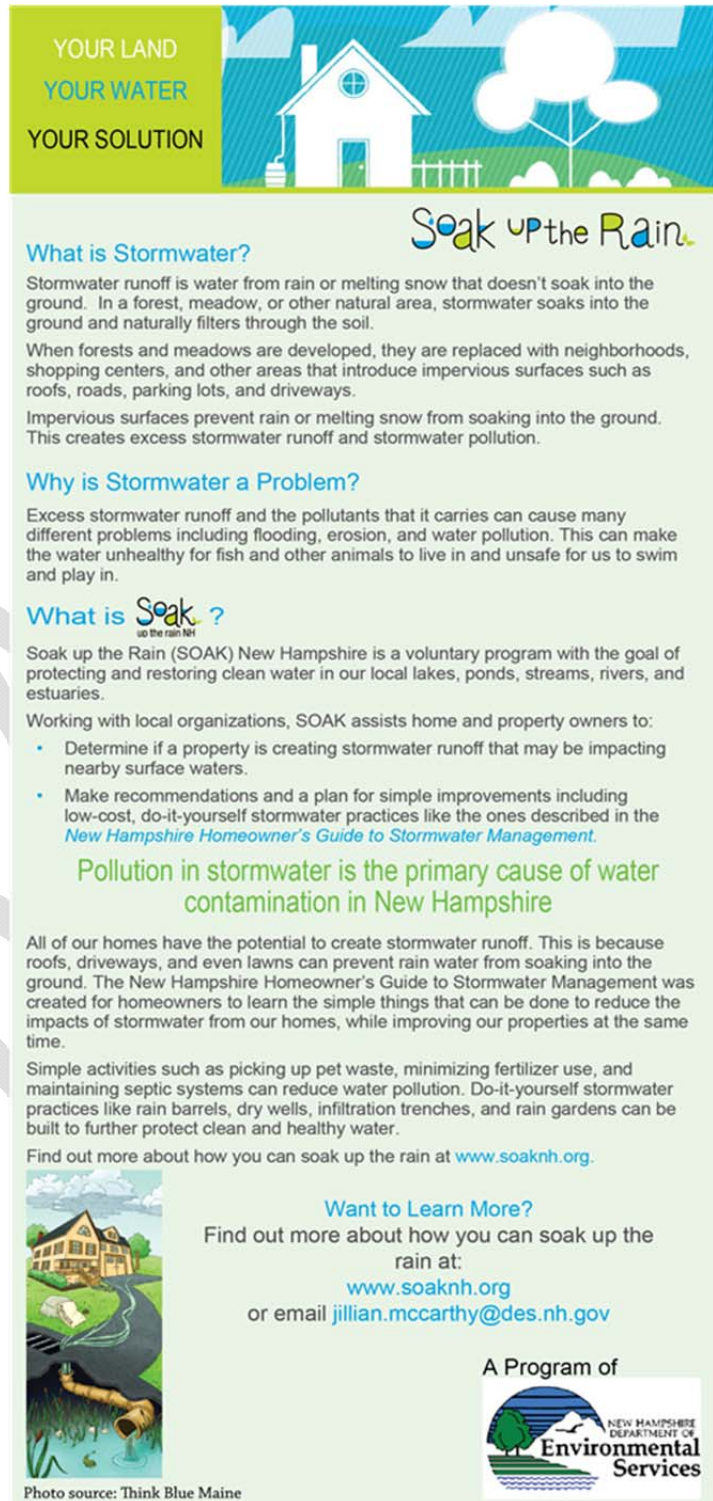 YOUR LAND
YOUR WATER
YOUR SOLUTION
Soak up the Rain
What is Stormwater?
Stormwater runoff is water from rain or melting snow that doesn't soak into the
ground.  In a forest, meadow, or other natural area, stormwater soaks into the
ground and naturally filters through the soil.
When forests and meadows are developed, they are replaced with neighborhoods,
shopping centers, and other areas that introduce impervious surfaces such as
roofs, roads, parking lots, and driveways.
Impervious surfaces prevent rain or melting snow from soaking into the ground.
This creates excess stormwater runoff and stormwater pollution.
Why is Stormwater a Problem?
Excess stormwater runoff and the pollutants that it carries can cause many
different problems including flooding, erosion, and water pollution. This can make
the water unhealthy for fish and other animals to live in and unsafe for us to swim
and play in.
What is Soak up the rain NH ?
Soak up the Rain (SOAK) New Hampshire is a voluntary program with the goal of
protecting and restoring clean water in our local lakes, ponds, streams, rivers, and
estuaries.
Working with local organizations, SOAK assists home and property owners to:
• Determine if a property is creating stormwater runoff that may be impacting
nearby surface waters.
• Make recommendations and a plan for simple improvements including
low-cost, do-it-yourself stormwater practices like the ones described in the
New Hampshire Homeowner's Guide to Stormwater Management.
Pollution in stormwater is the primary cause of water
contamination in New Hampshire
All of our homes have the potential to create stormwater runoff. This is because
roofs, driveways, and even lawns can prevent rain water from soaking into the
ground. The New Hampshire Homeowner's Guide to Stormwater Management was
created for homeowners to learn the simple things that can be done to reduce the
impacts of stormwater from our homes, while improving our properties at the same
time.
Simple activities such as picking up pet waste, minimizing fertilizer use, and
maintaining septic systems can reduce water pollution. Do-it-yourself stormwater
practices like rain barrels, dry wells, infiltration trenches, and rain gardens can be
built to further protect clean and healthy water.
Find out more about how you can soak up the rain at www.soaknh.org.
Want to Learn More?
Find out more about how you can soak up the
rain at:
www.soaknh.org
or email jillian.mccarthy@des.nh.gov
A Program of
NEW HAMPSHIRE
DEPARTMENT OF
Environmental
Services
Photo source: Think Blue Maine